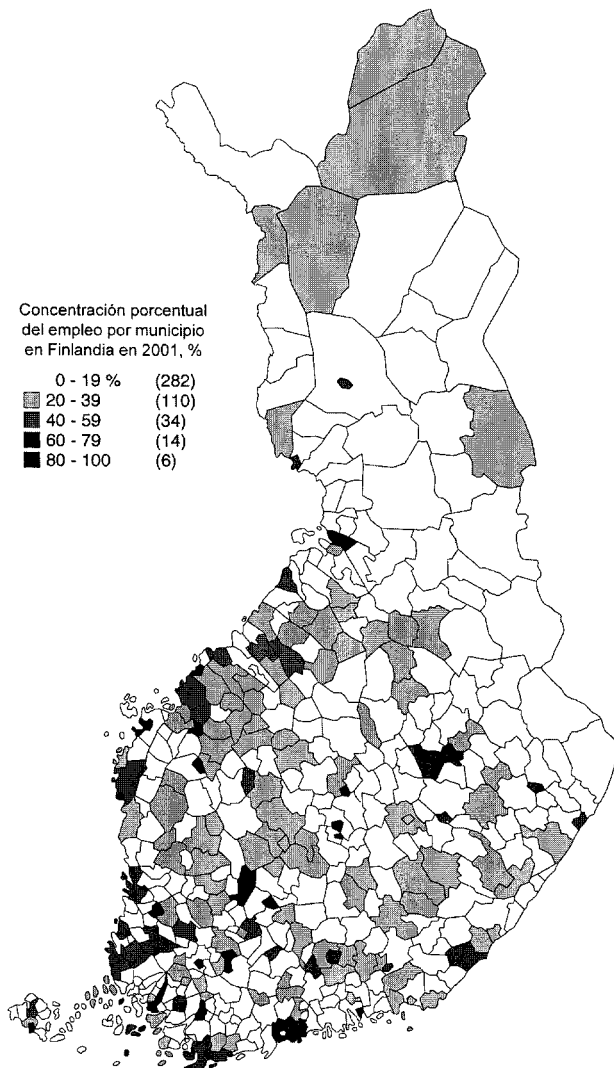 Concentración porcentual
del empleo por municipio
en Finlandia en 2001, %
0 - 19 % (282)
20 - 39 (110)
40 - 59 (34)
60 - 79 (14)
80 - 100 (6)